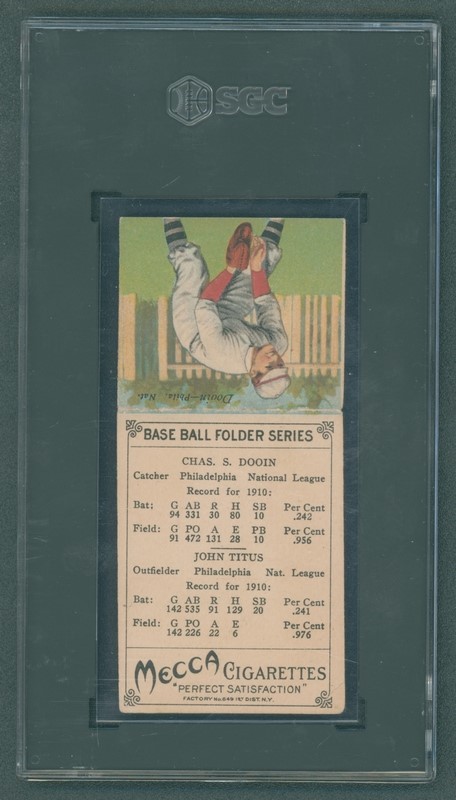 SGC
Dooin—Phila. Nat.
BASE BALL FOLDER SERIES
CHAS. S. DOOIN
Catcher Philadelphia National League
Record for 1910:
Bat: G AB R H SB Per Cent
94 331 30 80 10 .242
Field: G PO A E PB Per Cent
91 472 131 28 10 .956
JOHN TITUS
Outfielder Philadelphia Nat. League
Record for 1910:
Bat: G AB R H SB Per Cent
142 535 91 129 20 .241
Field: G PO A E Per Cent
142 226 22 6 .976
MECCA CIGARETTES
"PERFECT SATISFACTION"
FACTORY No. 649 1ST DIST. N.Y.